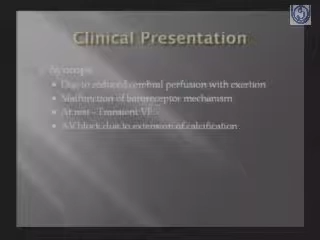 Clinical Presentation
Syncope
Due to reduced cerebral perfusion with exertion
Malfunction of baroreceptor mechanism
At rest - Transient VF
AV block due to extension of calcification